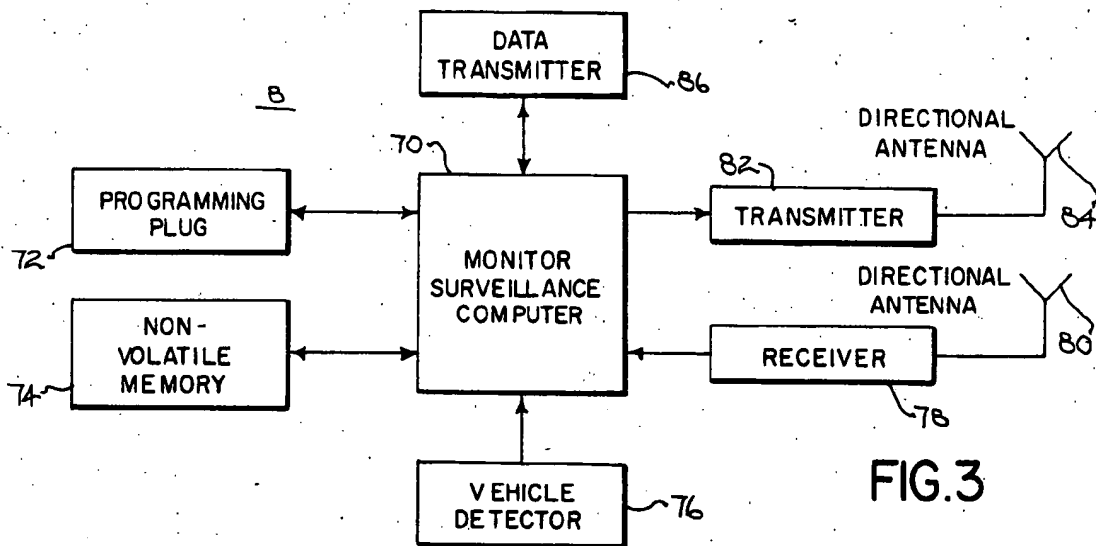 DATA
TRANSMITTER
86
8
DIRECTIONAL
ANTENNA
84
70
82
PROGRAMMING
PLUG
72
TRANSMITTER
MONITOR
SURVEILLANCE
COMPUTER
DIRECTIONAL
ANTENNA
80
NON-
VOLATILE
MEMORY
74
RECEIVER
78
VEHICLE
DETECTOR
76
FIG.3